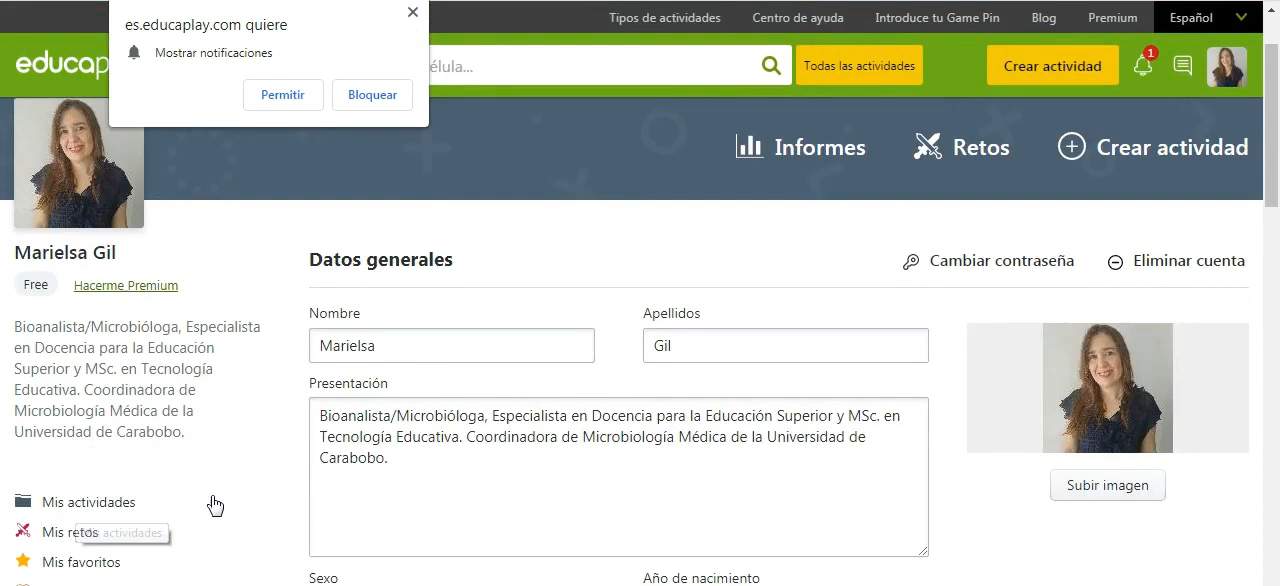 es.educaplay.com quiere
Mostrar notificaciones
Permitir
Bloquear
Tipos de actividades
Centro de ayuda
Introduce tu Game Pin
Blog
Premium
Español
educap
élula...
Todas las actividades
Crear actividad
1
Informes
Retos
Crear actividad
Marielsa Gil
Free
Hacerme Premium
Bioanalista/Microbióloga, Especialista
en Docencia para la Educación
Superior y MSc. en Tecnología
Educativa. Coordinadora de
Microbiología Médica de la
Universidad de Carabobo.
Mis actividades
Mis retos
actividades
Mis favoritos
Datos generales
Cambiar contraseña
Eliminar cuenta
Nombre
Apellidos
Marielsa
Gil
Presentación
Bioanalista/Microbióloga, Especialista en Docencia para la Educación Superior y MSc. en
Tecnología Educativa. Coordinadora de Microbiología Médica de la Universidad de
Carabobo.
Subir imagen
Sexo
Año de nacimiento